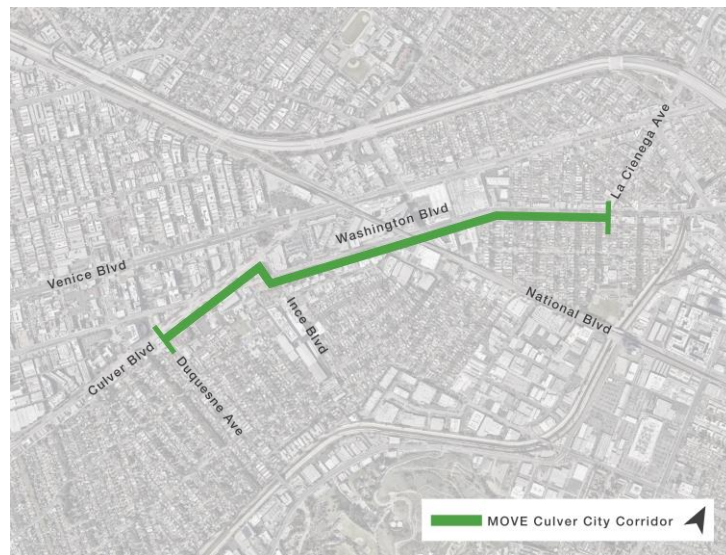 La Cienega Ave
Washington Blvd
Venice Blvd
National Blvd
Ince Blvd
Culver Blvd
Duquesne Ave
MOVE Culver City Corridor